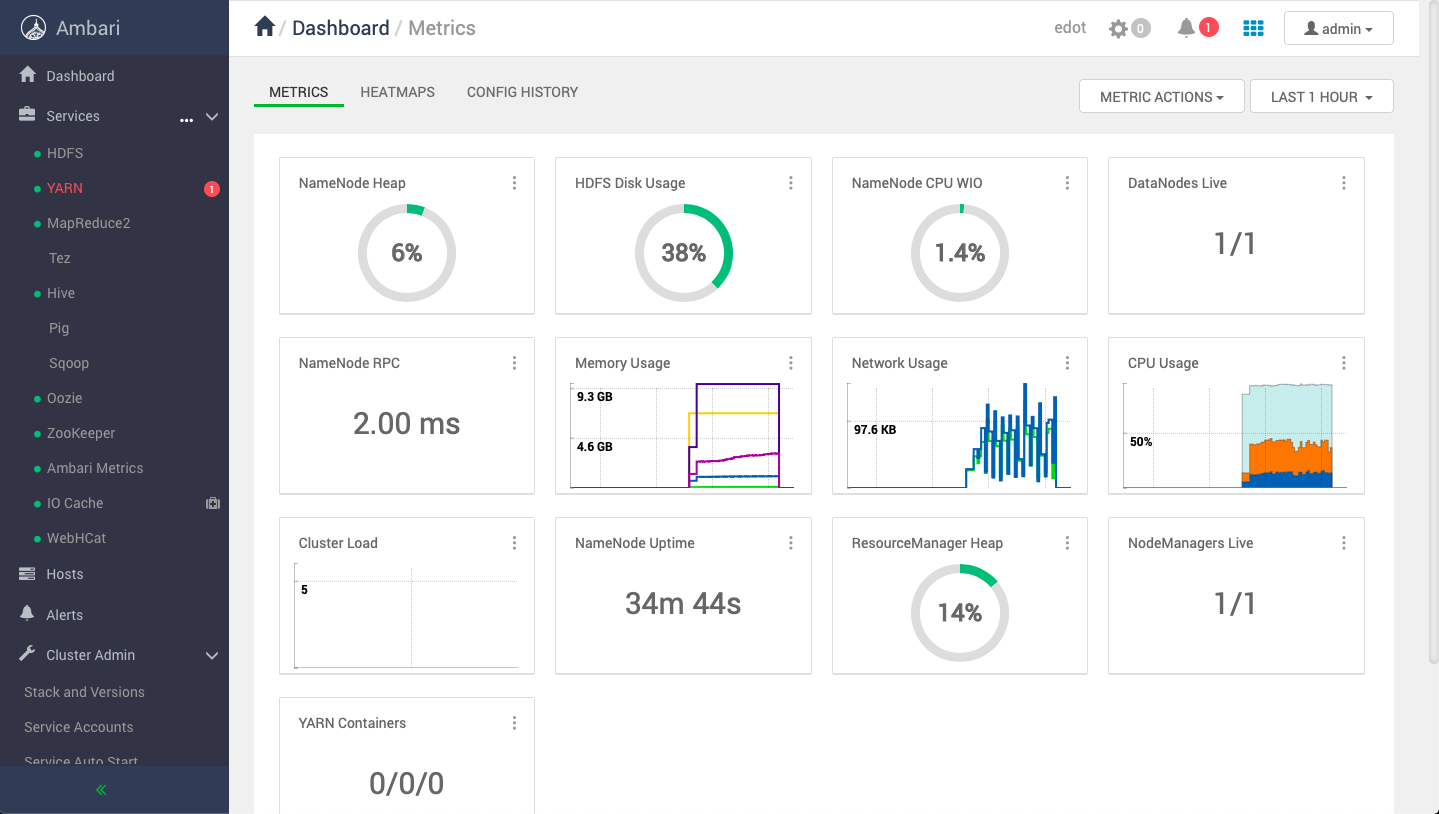 Ambari
Dashboard / Metrics
edot
0
1
admin
Dashboard
Services
...
HDFS
YARN
1
MapReduce2
Tez
Hive
Pig
Sqoop
Oozie
ZooKeeper
Ambari Metrics
IO Cache
WebHCat
Hosts
Alerts
Cluster Admin
Stack and Versions
Service Accounts
Service Auto Start
METRICS
HEATMAPS
CONFIG HISTORY
METRIC ACTIONS
LAST 1 HOUR
NameNode Heap
6%
HDFS Disk Usage
38%
NameNode CPU WIO
1.4%
DataNodes Live
1/1
NameNode RPC
2.00 ms
Memory Usage
9.3 GB
4.6 GB
Network Usage
97.6 KB
CPU Usage
50%
Cluster Load
5
NameNode Uptime
34m 44s
ResourceManager Heap
14%
NodeManagers Live
1/1
YARN Containers
0/0/0